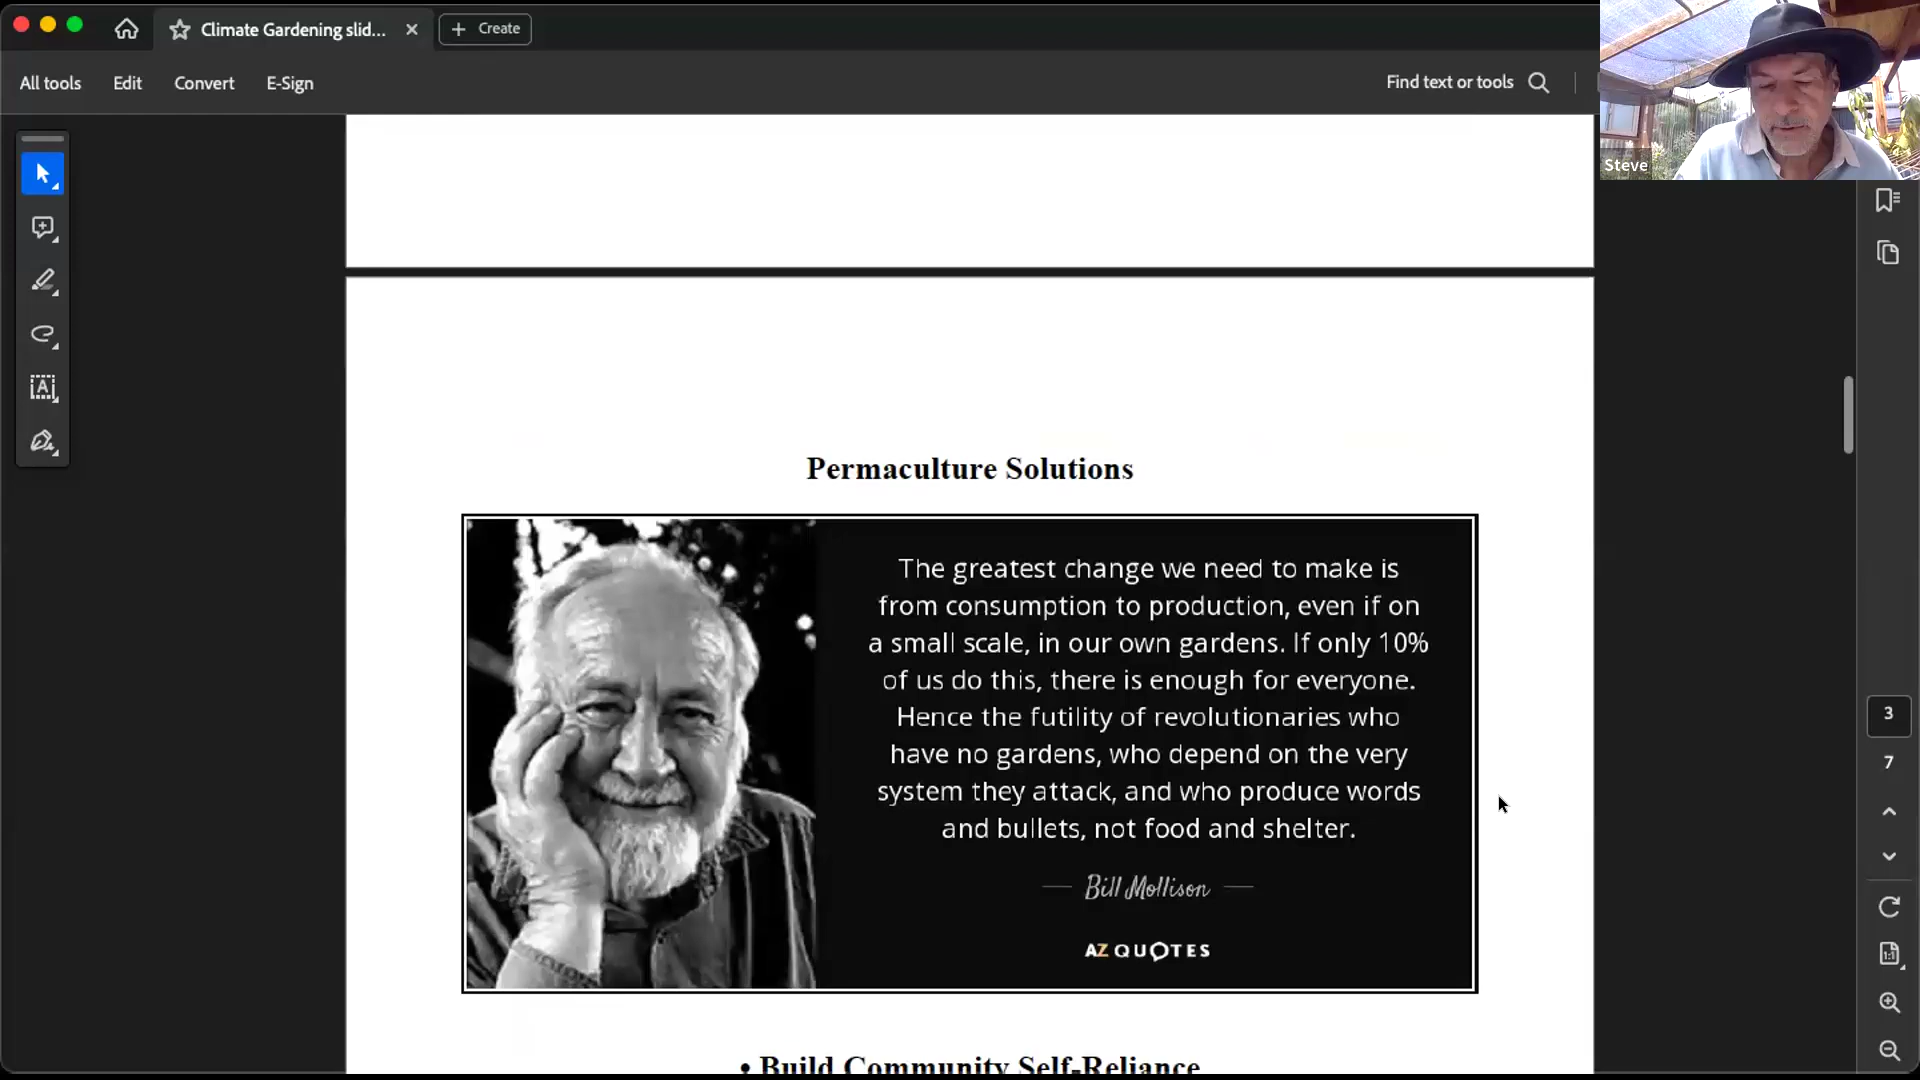 Climate Gardening slid...
Create
All tools
Edit
Convert
E-Sign
Find text or tools
Steve
Permaculture Solutions
The greatest change we need to make is
from consumption to production, even if on
a small scale, in our own gardens. If only 10%
of us do this, there is enough for everyone.
Hence the futility of revolutionaries who
have no gardens, who depend on the very
system they attack, and who produce words
and bullets, not food and shelter.
Bill Mollison
AZ QUOTES
• Build Community Self-Reliance
3
7